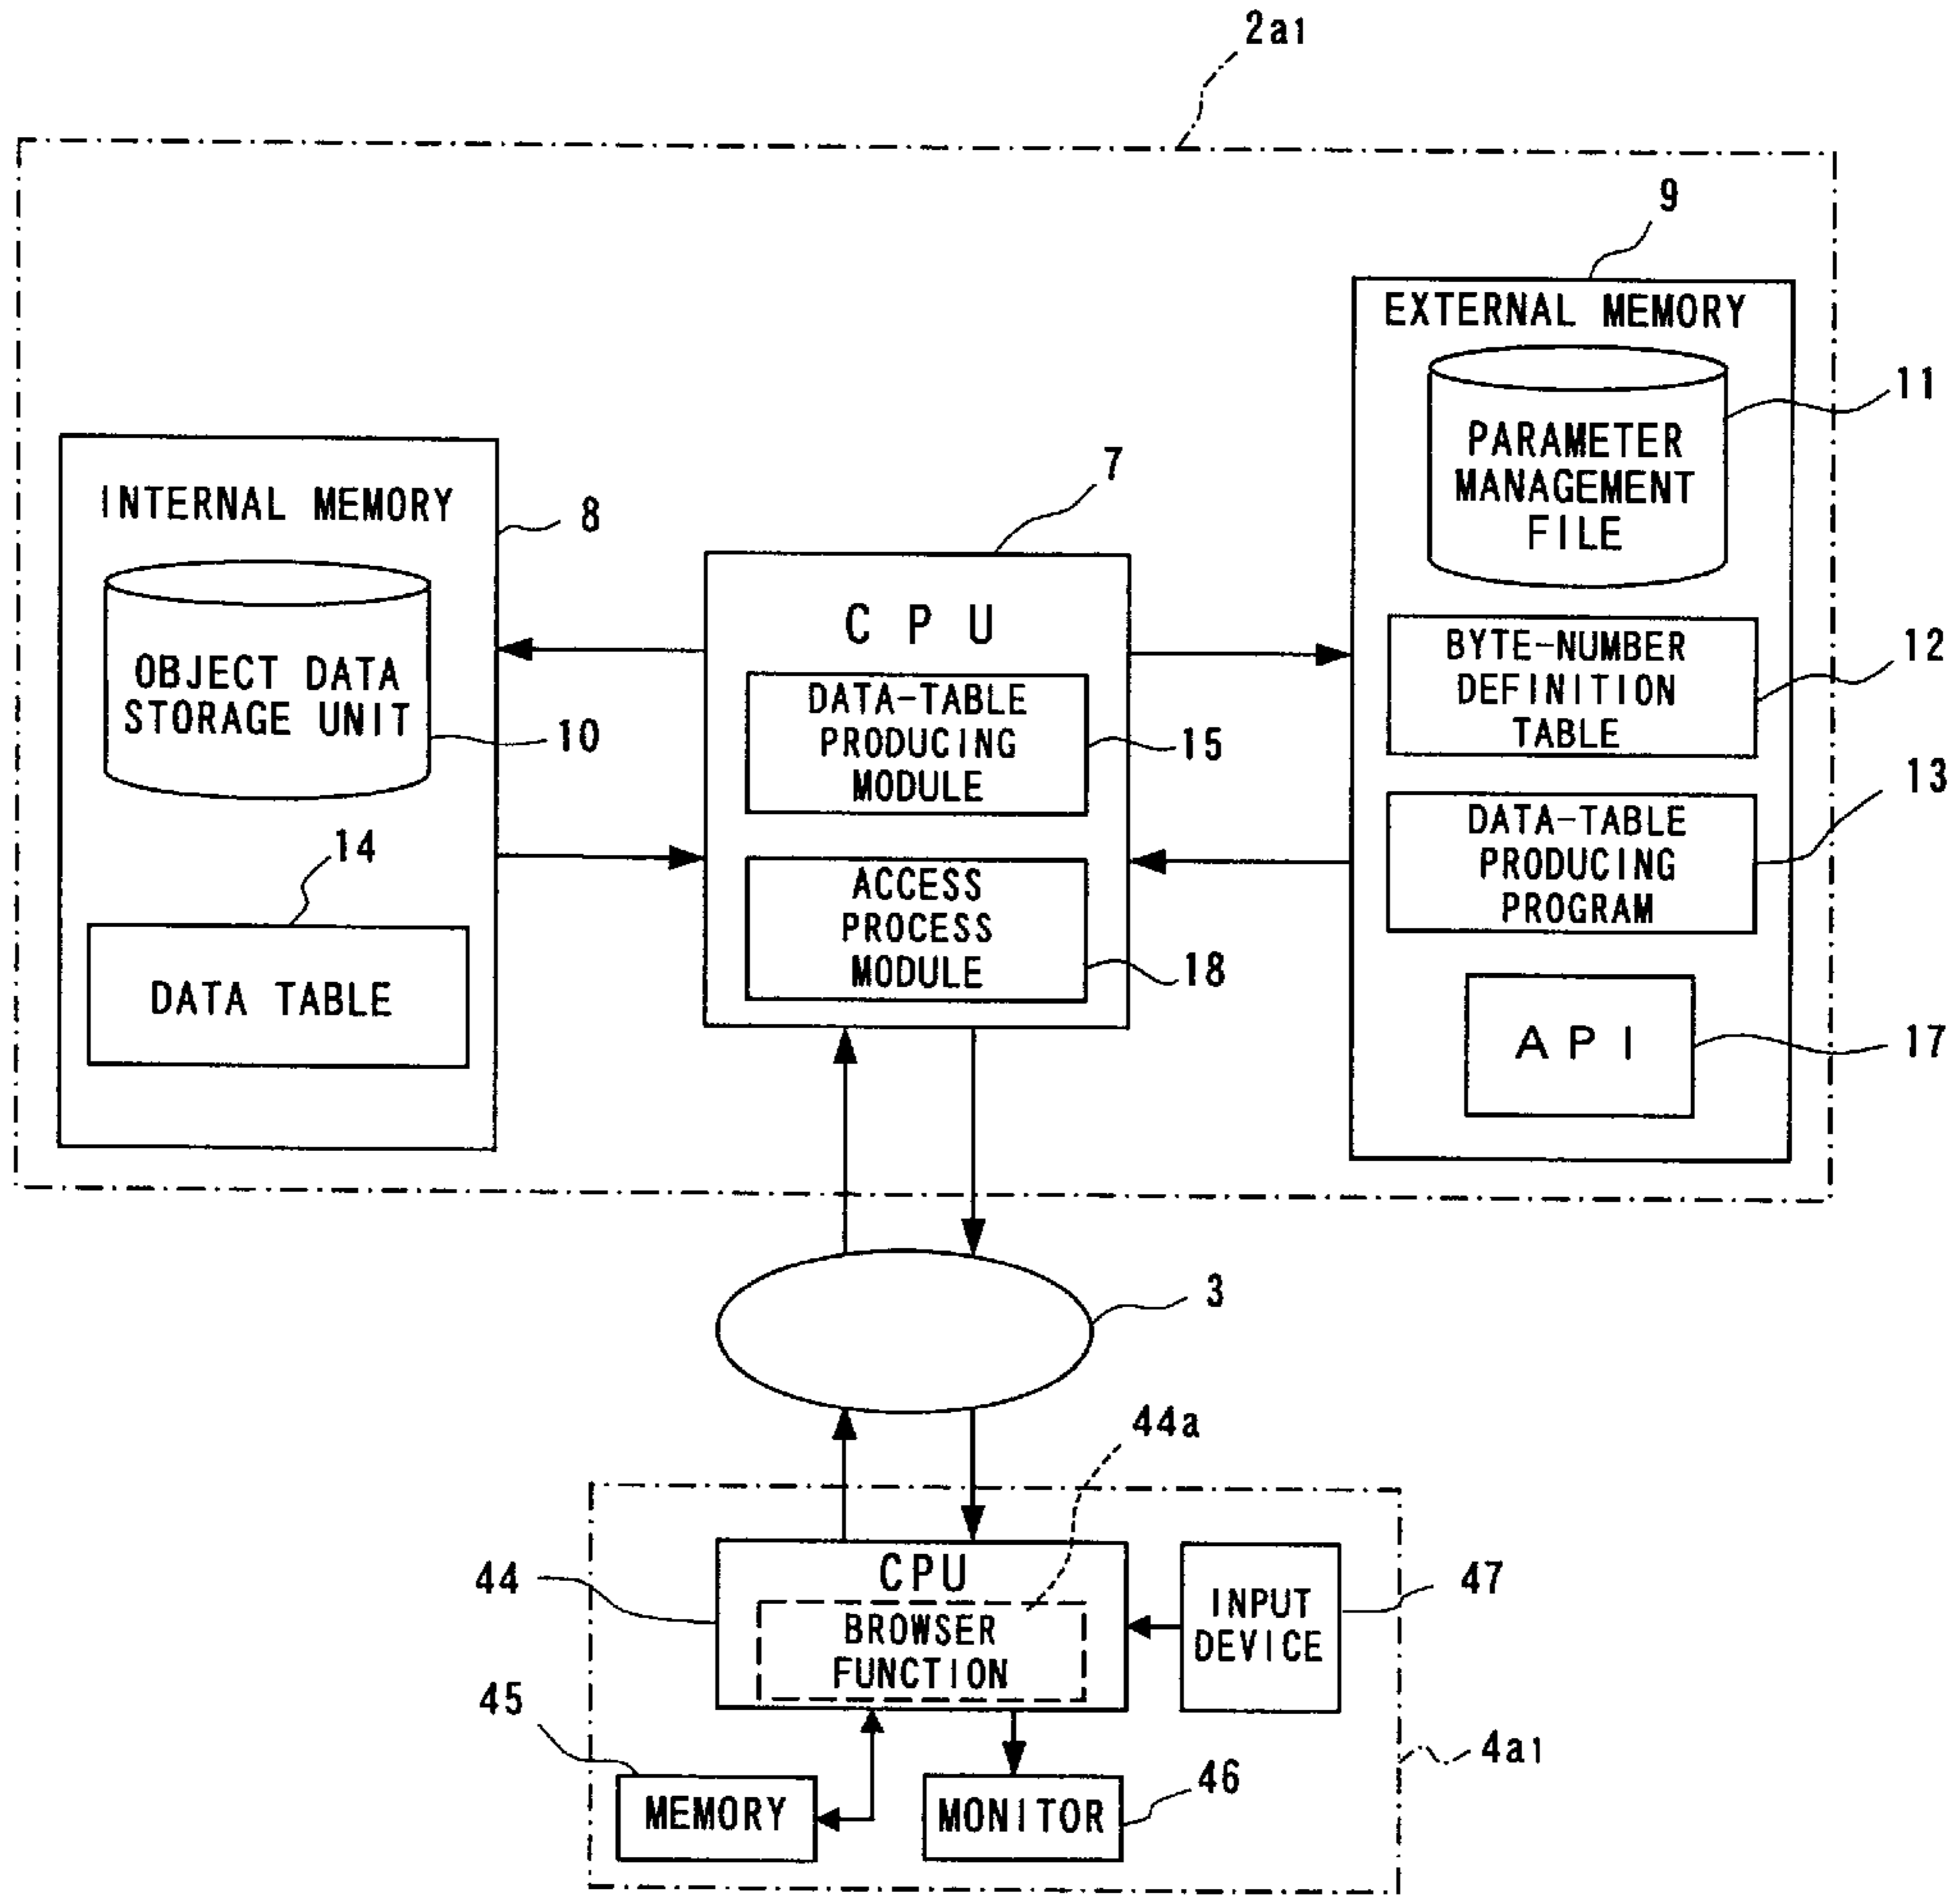 2a1
9
EXTERNAL MEMORY
11
PARAMETER
MANAGEMENT
FILE
7
INTERNAL MEMORY
8
C P U
OBJECT DATA
STORAGE UNIT
10
DATA-TABLE
PRODUCING
MODULE
15
BYTE-NUMBER
DEFINITION
TABLE
12
13
DATA-TABLE
PRODUCING
PROGRAM
14
ACCESS
PROCESS
MODULE
18
DATA TABLE
A P I
17
3
44a
44
CPU
BROWSER
FUNCTION
INPUT
DEVICE
47
45
MEMORY
MONITOR
46
4a1